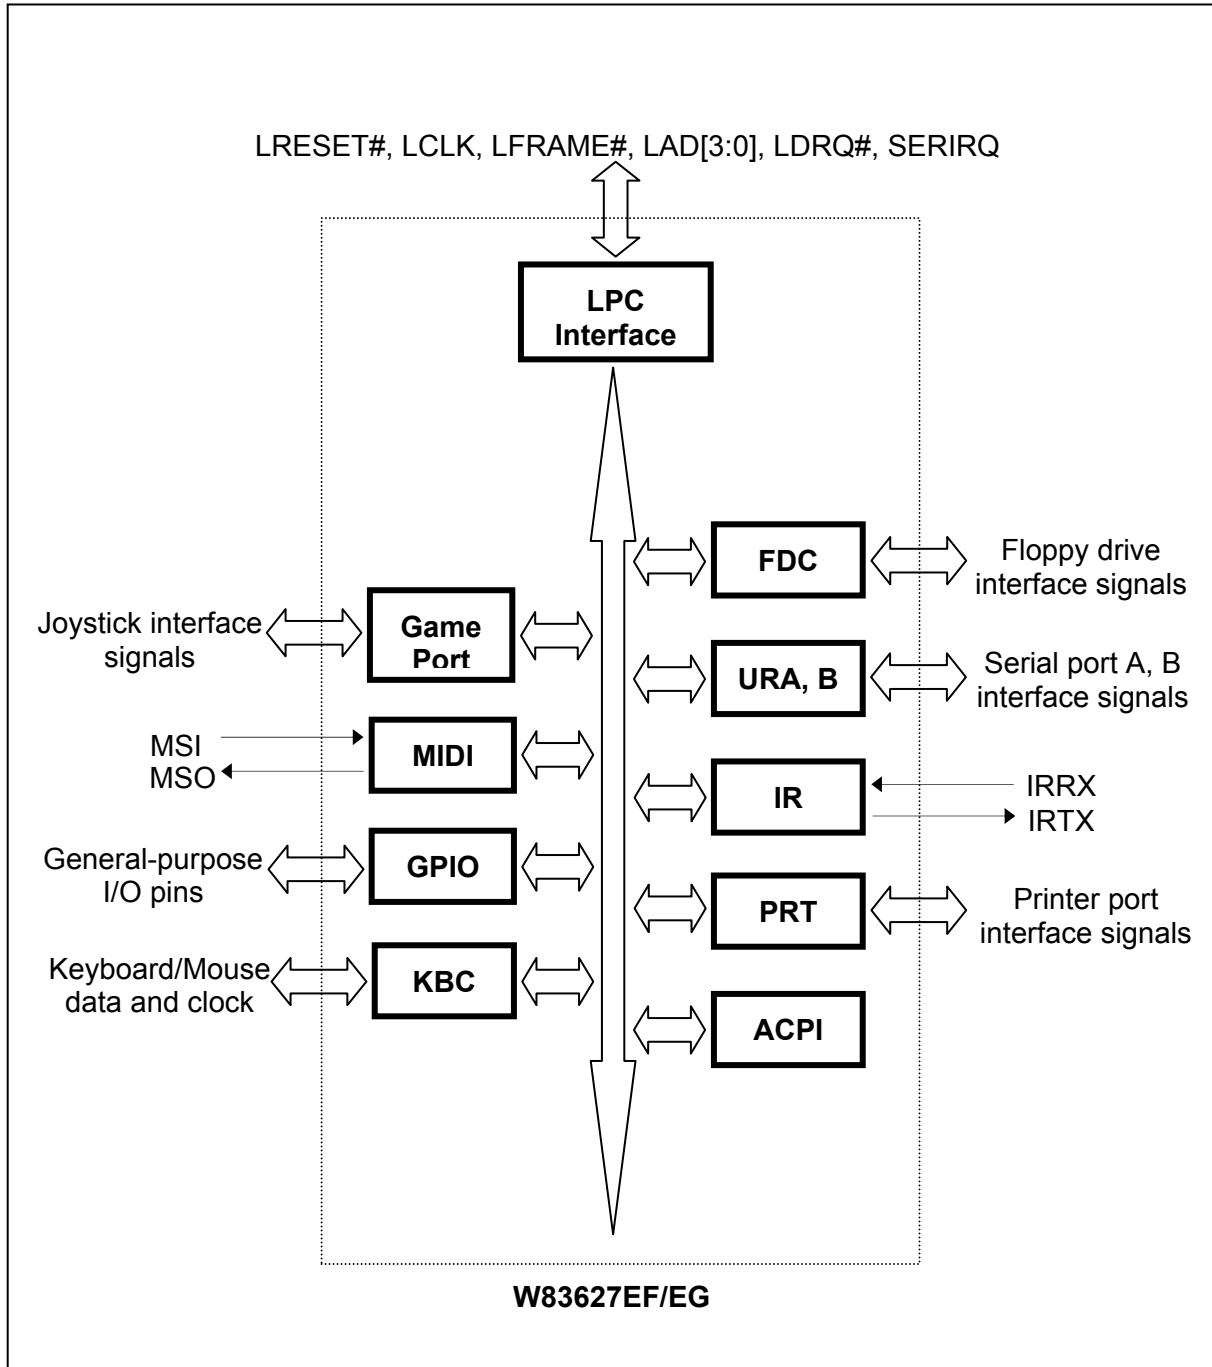 LRESET#, LCLK, LFRAME#, LAD[3:0], LDRQ#, SERIRQ
LPC
Interface
FDC
Floppy drive
interface signals
Joystick interface
signals
Game
Port
URA, B
Serial port A, B
interface signals
MSI
MSO
MIDI
IR
IRRX
IRTX
General-purpose
I/O pins
GPIO
PRT
Printer port
interface signals
Keyboard/Mouse
data and clock
KBC
ACPI
W83627EF/EG